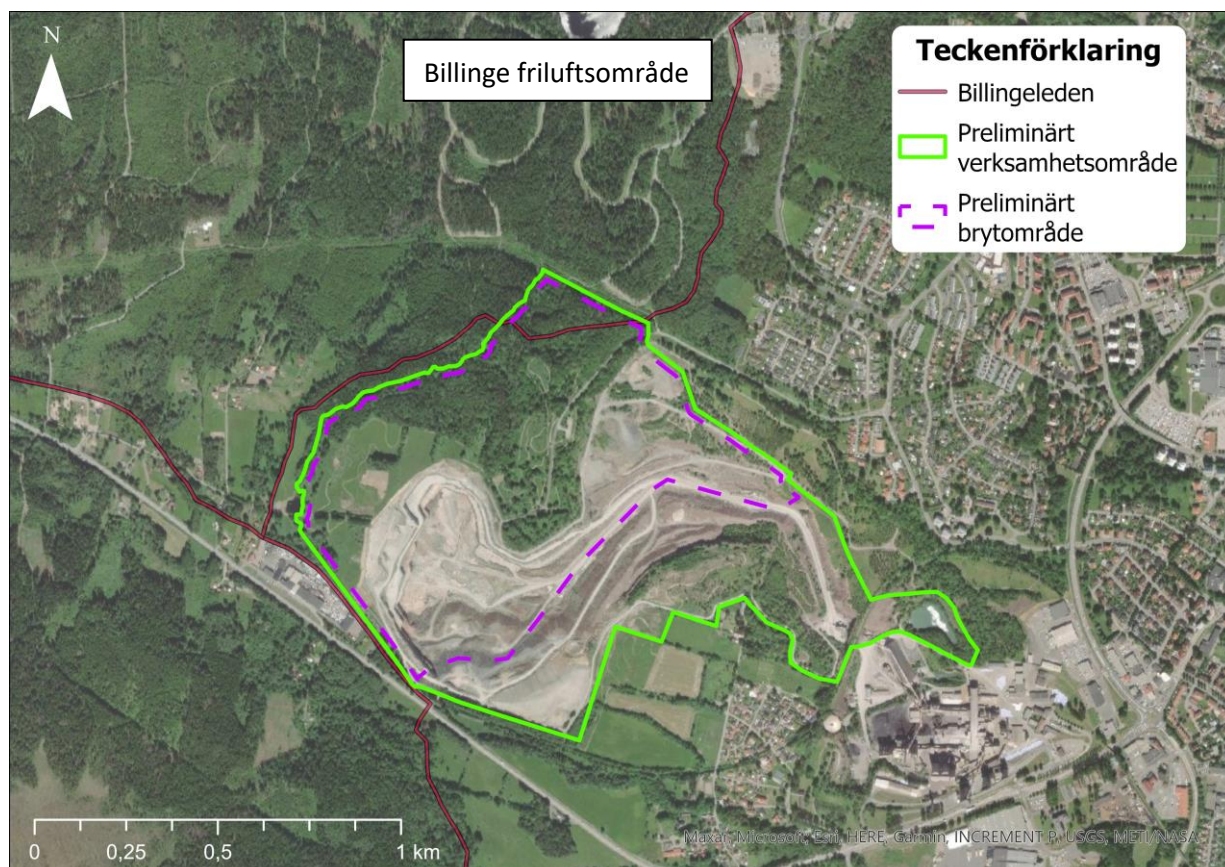 N
Billinge friluftsområde
Teckenförklaring
Billingeleden
Preliminärt
verksamhetsområde
Preliminärt
brytområde
0 0,25 0,5 1 km
Maxar, Microsoft, Esri, HERE, Garmin, INCREMENT P, USGS, METI/NASA